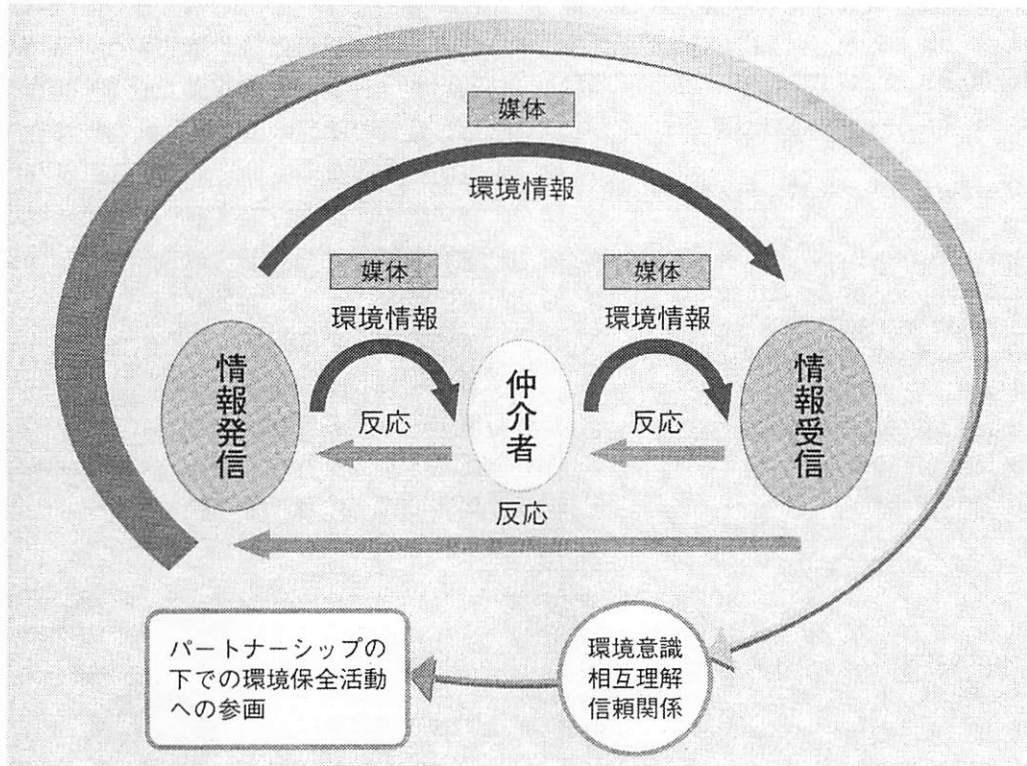 媒体
環境情報
媒体
環境情報
媒体
環境情報
情報発信
反応
仲介者
反応
情報受信
反応
パートナーシップの
下での環境保全活動
への参画
環境意識
相互理解
信頼関係